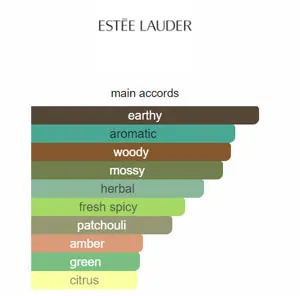 ESTĒE LAUDER
main accords
earthy
aromatic
woody
mossy
herbal
fresh spicy
patchouli
amber
green
citrus